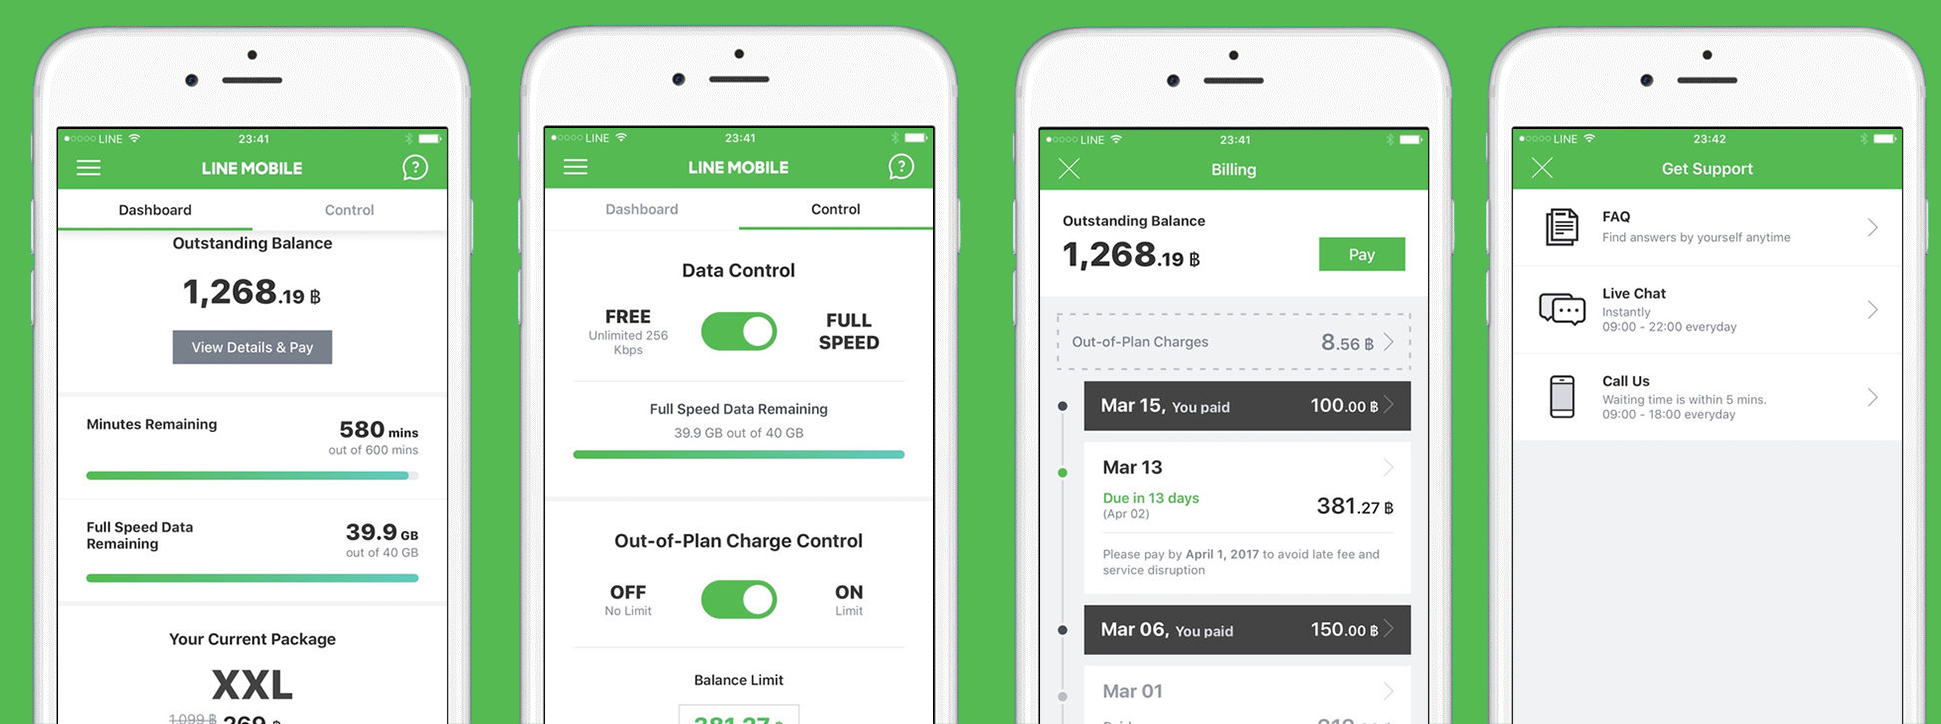 LINE
23:41
LINE MOBILE
Dashboard Control
Outstanding Balance
1,268.19 ฿
View Details & Pay
Minutes Remaining
580 mins
out of 600 mins
Full Speed Data
Remaining
39.9 GB
out of 40 GB
Your Current Package
XXL
1,099 ฿ 269 ฿
LINE
23:41
LINE MOBILE
Dashboard Control
Data Control
FREE
Unlimited 256
Kbps
FULL
SPEED
Full Speed Data Remaining
39.9 GB out of 40 GB
Out-of-Plan Charge Control
OFF
No Limit
ON
Limit
Balance Limit
381.27 ฿
LINE
23:41
Billing
Outstanding Balance
1,268.19 ฿
Pay
Out-of-Plan Charges 8.56 ฿
Mar 15, You paid 100.00 ฿
Mar 13
Due in 13 days
(Apr 02)
381.27 ฿
Please pay by April 1, 2017 to avoid late fee and
service disruption
Mar 06, You paid 150.00 ฿
Mar 01
LINE
23:42
Get Support
FAQ
Find answers by yourself anytime
Live Chat
Instantly
09:00 - 22:00 everyday
Call Us
Waiting time is within 5 mins.
09:00 - 18:00 everyday